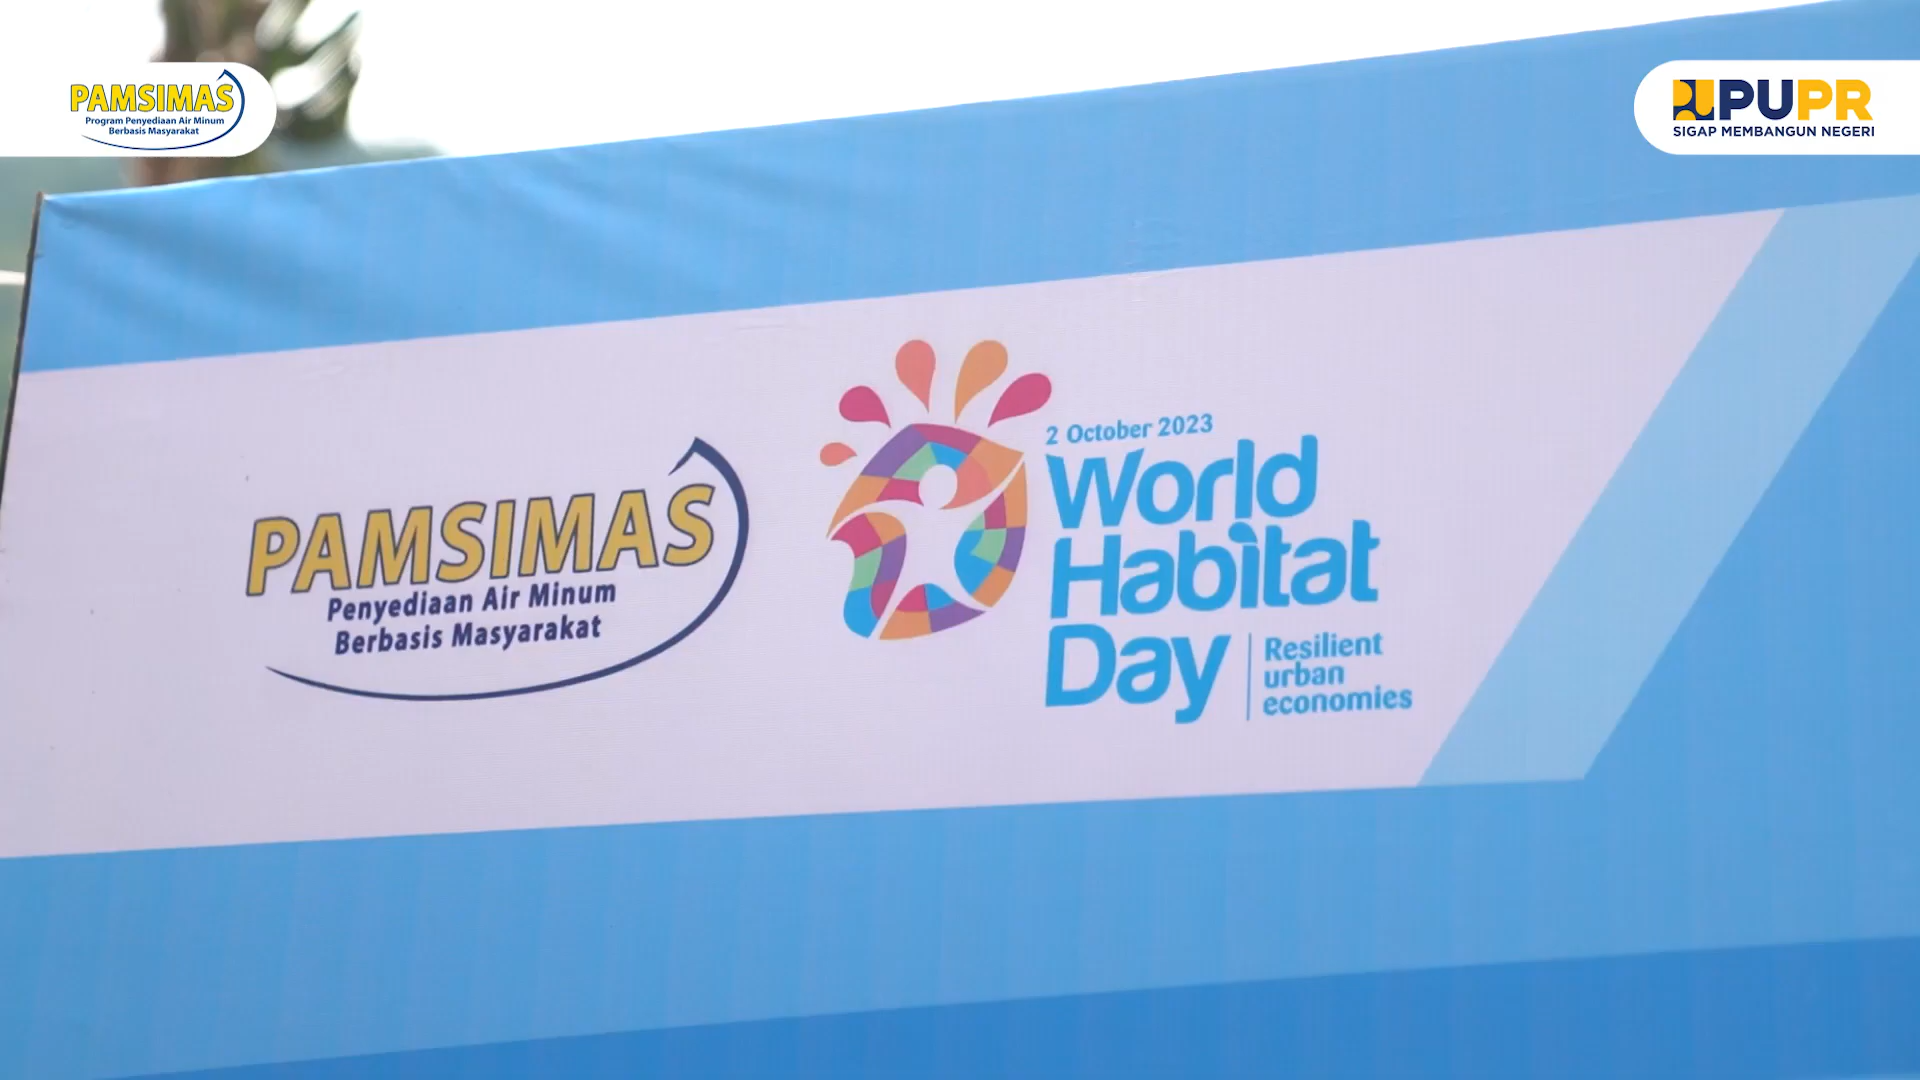 PAMSIMAS
Program Penyediaan Air Minum
Berbasis Masyarakat
PUPR
SIGAP MEMBANGUN NEGERI
PAMSIMAS
Penyediaan Air Minum
Berbasis Masyarakat
2 October 2023
World
Habitat
Day
Resilient
urban
economies